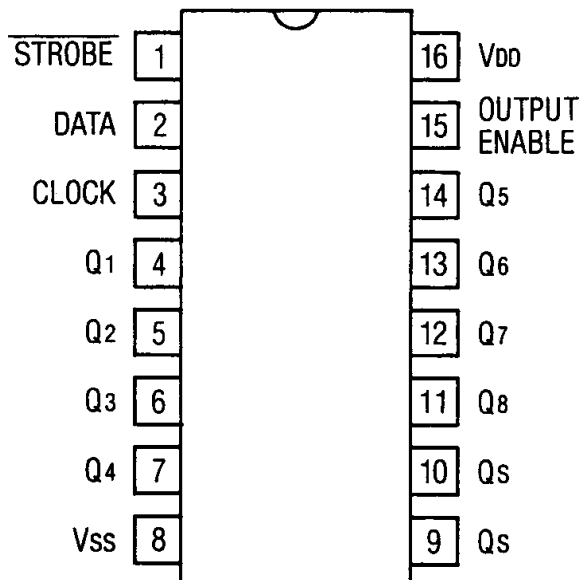 STROBE 1 16 VDD
DATA 2 15 OUTPUT ENABLE
CLOCK 3 14 Q5
Q1 4 13 Q6
Q2 5 12 Q7
Q3 6 11 Q8
Q4 7 10 QS
VSS 8 9 QS